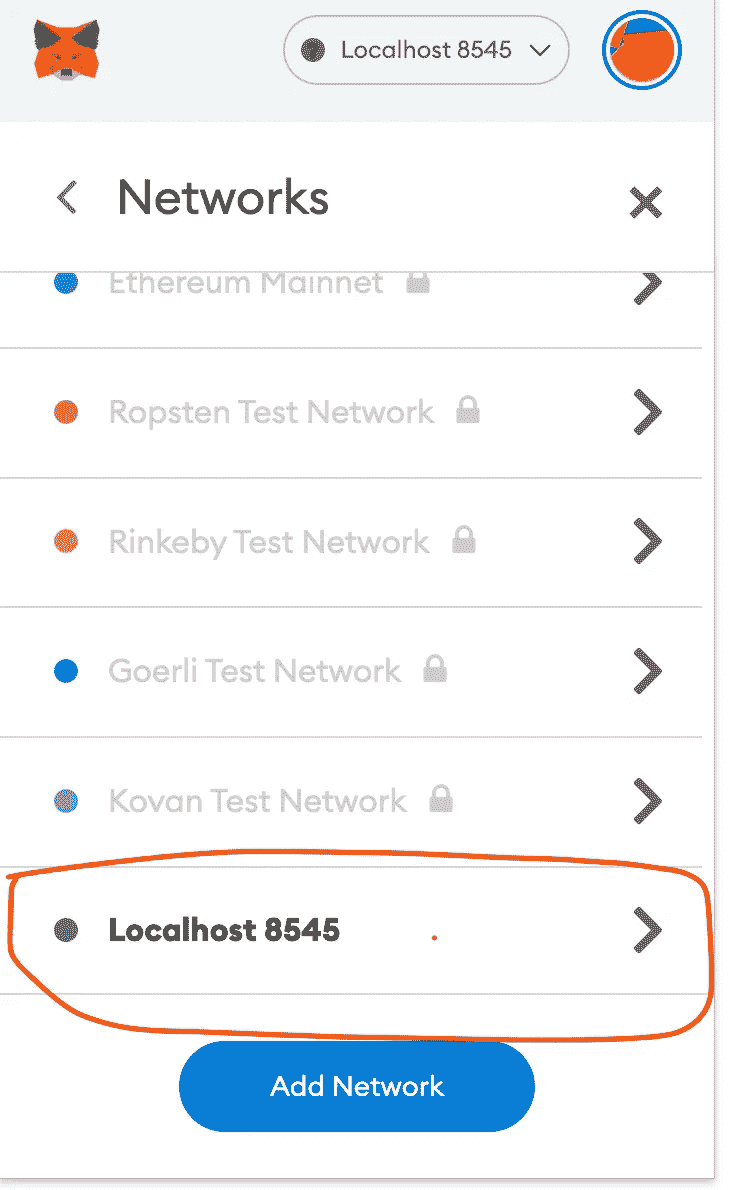 Localhost 8545
Networks
Ethereum Mainnet
Ropsten Test Network
Rinkeby Test Network
Goerli Test Network
Kovan Test Network
Localhost 8545
Add Network